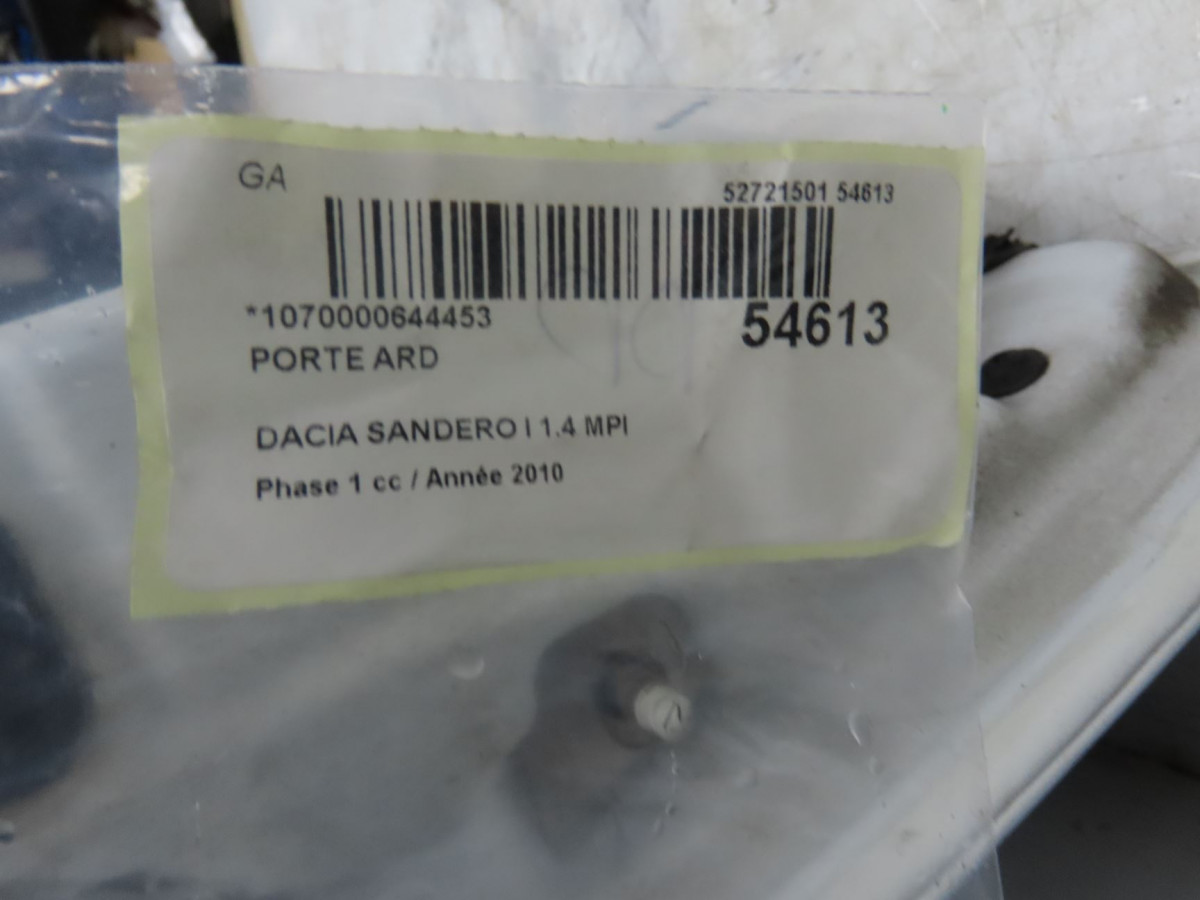 GA
52721501 54613
*1070000644453
54613
PORTE ARD
DACIA SANDERO I 1.4 MPI
Phase 1 cc / Année 2010